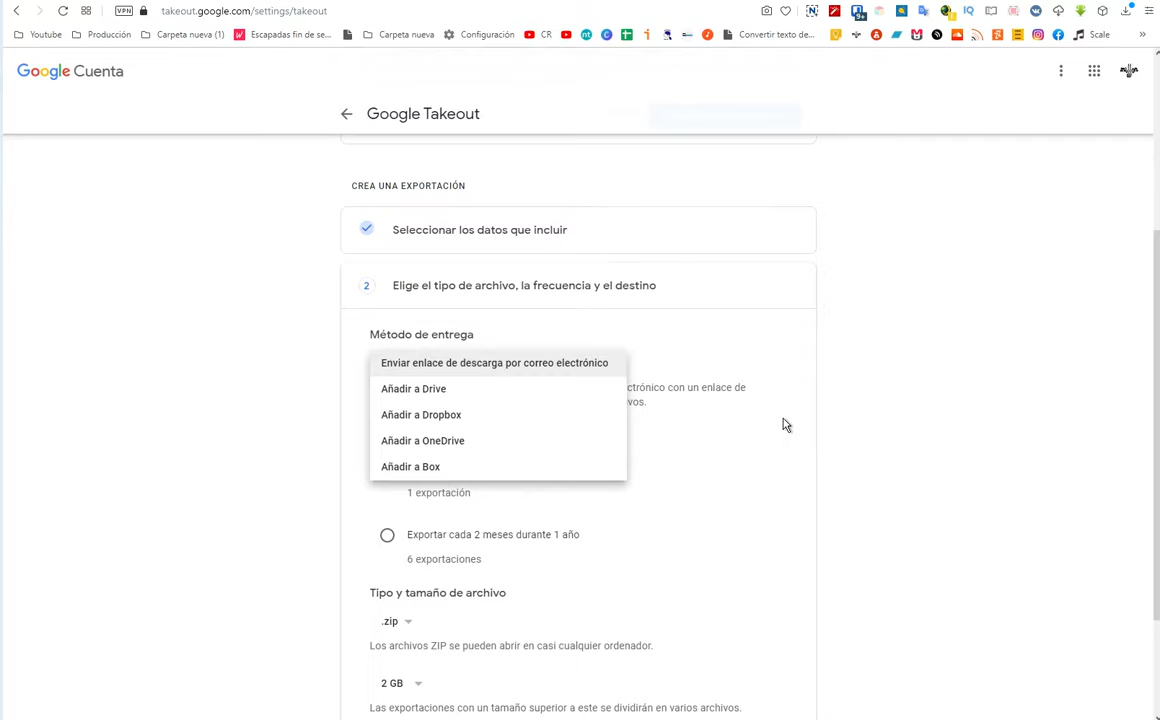 VPN takeout.google.com/settings/takeout
9+
Youtube Producción Carpeta nueva (1) Escapadas fin de se... Carpeta nueva Configuración CR Convertir texto de... Scale
Google Cuenta
Google Takeout
CREA UNA EXPORTACIÓN
Seleccionar los datos que incluir
2 Elige el tipo de archivo, la frecuencia y el destino
Método de entrega
Enviar enlace de descarga por correo electrónico
Añadir a Drive
ctrónico con un enlace de
vos.
Añadir a Dropbox
Añadir a OneDrive
Añadir a Box
1 exportación
Exportar cada 2 meses durante 1 año
6 exportaciones
Tipo y tamaño de archivo
.zip
Los archivos ZIP se pueden abrir en casi cualquier ordenador.
2 GB
Las exportaciones con un tamaño superior a este se dividirán en varios archivos.